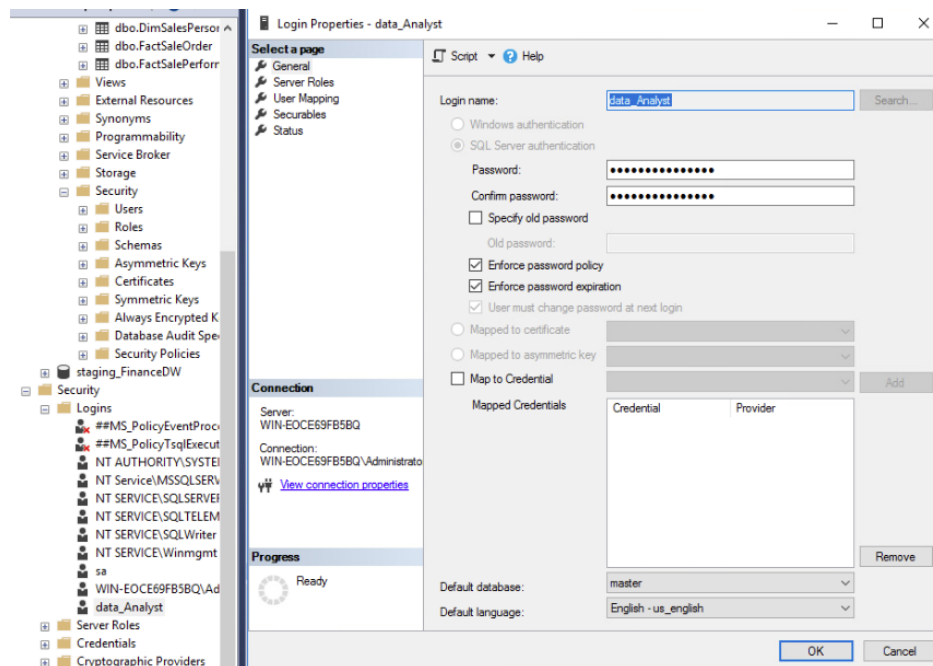 dbo.DimSalesPersor
dbo.FactSaleOrder
dbo.FactSalePerforr
Views
External Resources
Synonyms
Programmability
Service Broker
Storage
Security
Users
Roles
Schemas
Asymmetric Keys
Certificates
Symmetric Keys
Always Encrypted K
Database Audit Spe
Security Policies
staging_FinanceDW
Security
Logins
##MS_PolicyEventProc
##MS_PolicyTsqlExecut
NT AUTHORITY\SYSTEI
NT Service\MSSQLSERV
NT SERVICE\SQLSERVEF
NT SERVICE\SQLTELEM
NT SERVICE\SQLWriter
NT SERVICE\Winmgmt
sa
WIN-EOCE69FB5BQ\Ad
data_Analyst
Server Roles
Credentials
Cryptographic Providers
Login Properties - data_Analyst
Select a page
General
Server Roles
User Mapping
Securables
Status
Connection
Server:
WIN-EOCE69FB5BQ
Connection:
WIN-EOCE69FB5BQ\Administrato
View connection properties
Progress
Ready
Script Help
Login name: data_Analyst Search...
Windows authentication
SQL Server authentication
Password: ●●●●●●●●●●●●●●●
Confirm password: ●●●●●●●●●●●●●●●
Specify old password
Old password:
Enforce password policy
Enforce password expiration
User must change password at next login
Mapped to certificate
Mapped to asymmetric key
Map to Credential Add
Mapped Credentials Credential Provider
Remove
Default database: master
Default language: English - us_english
OK Cancel